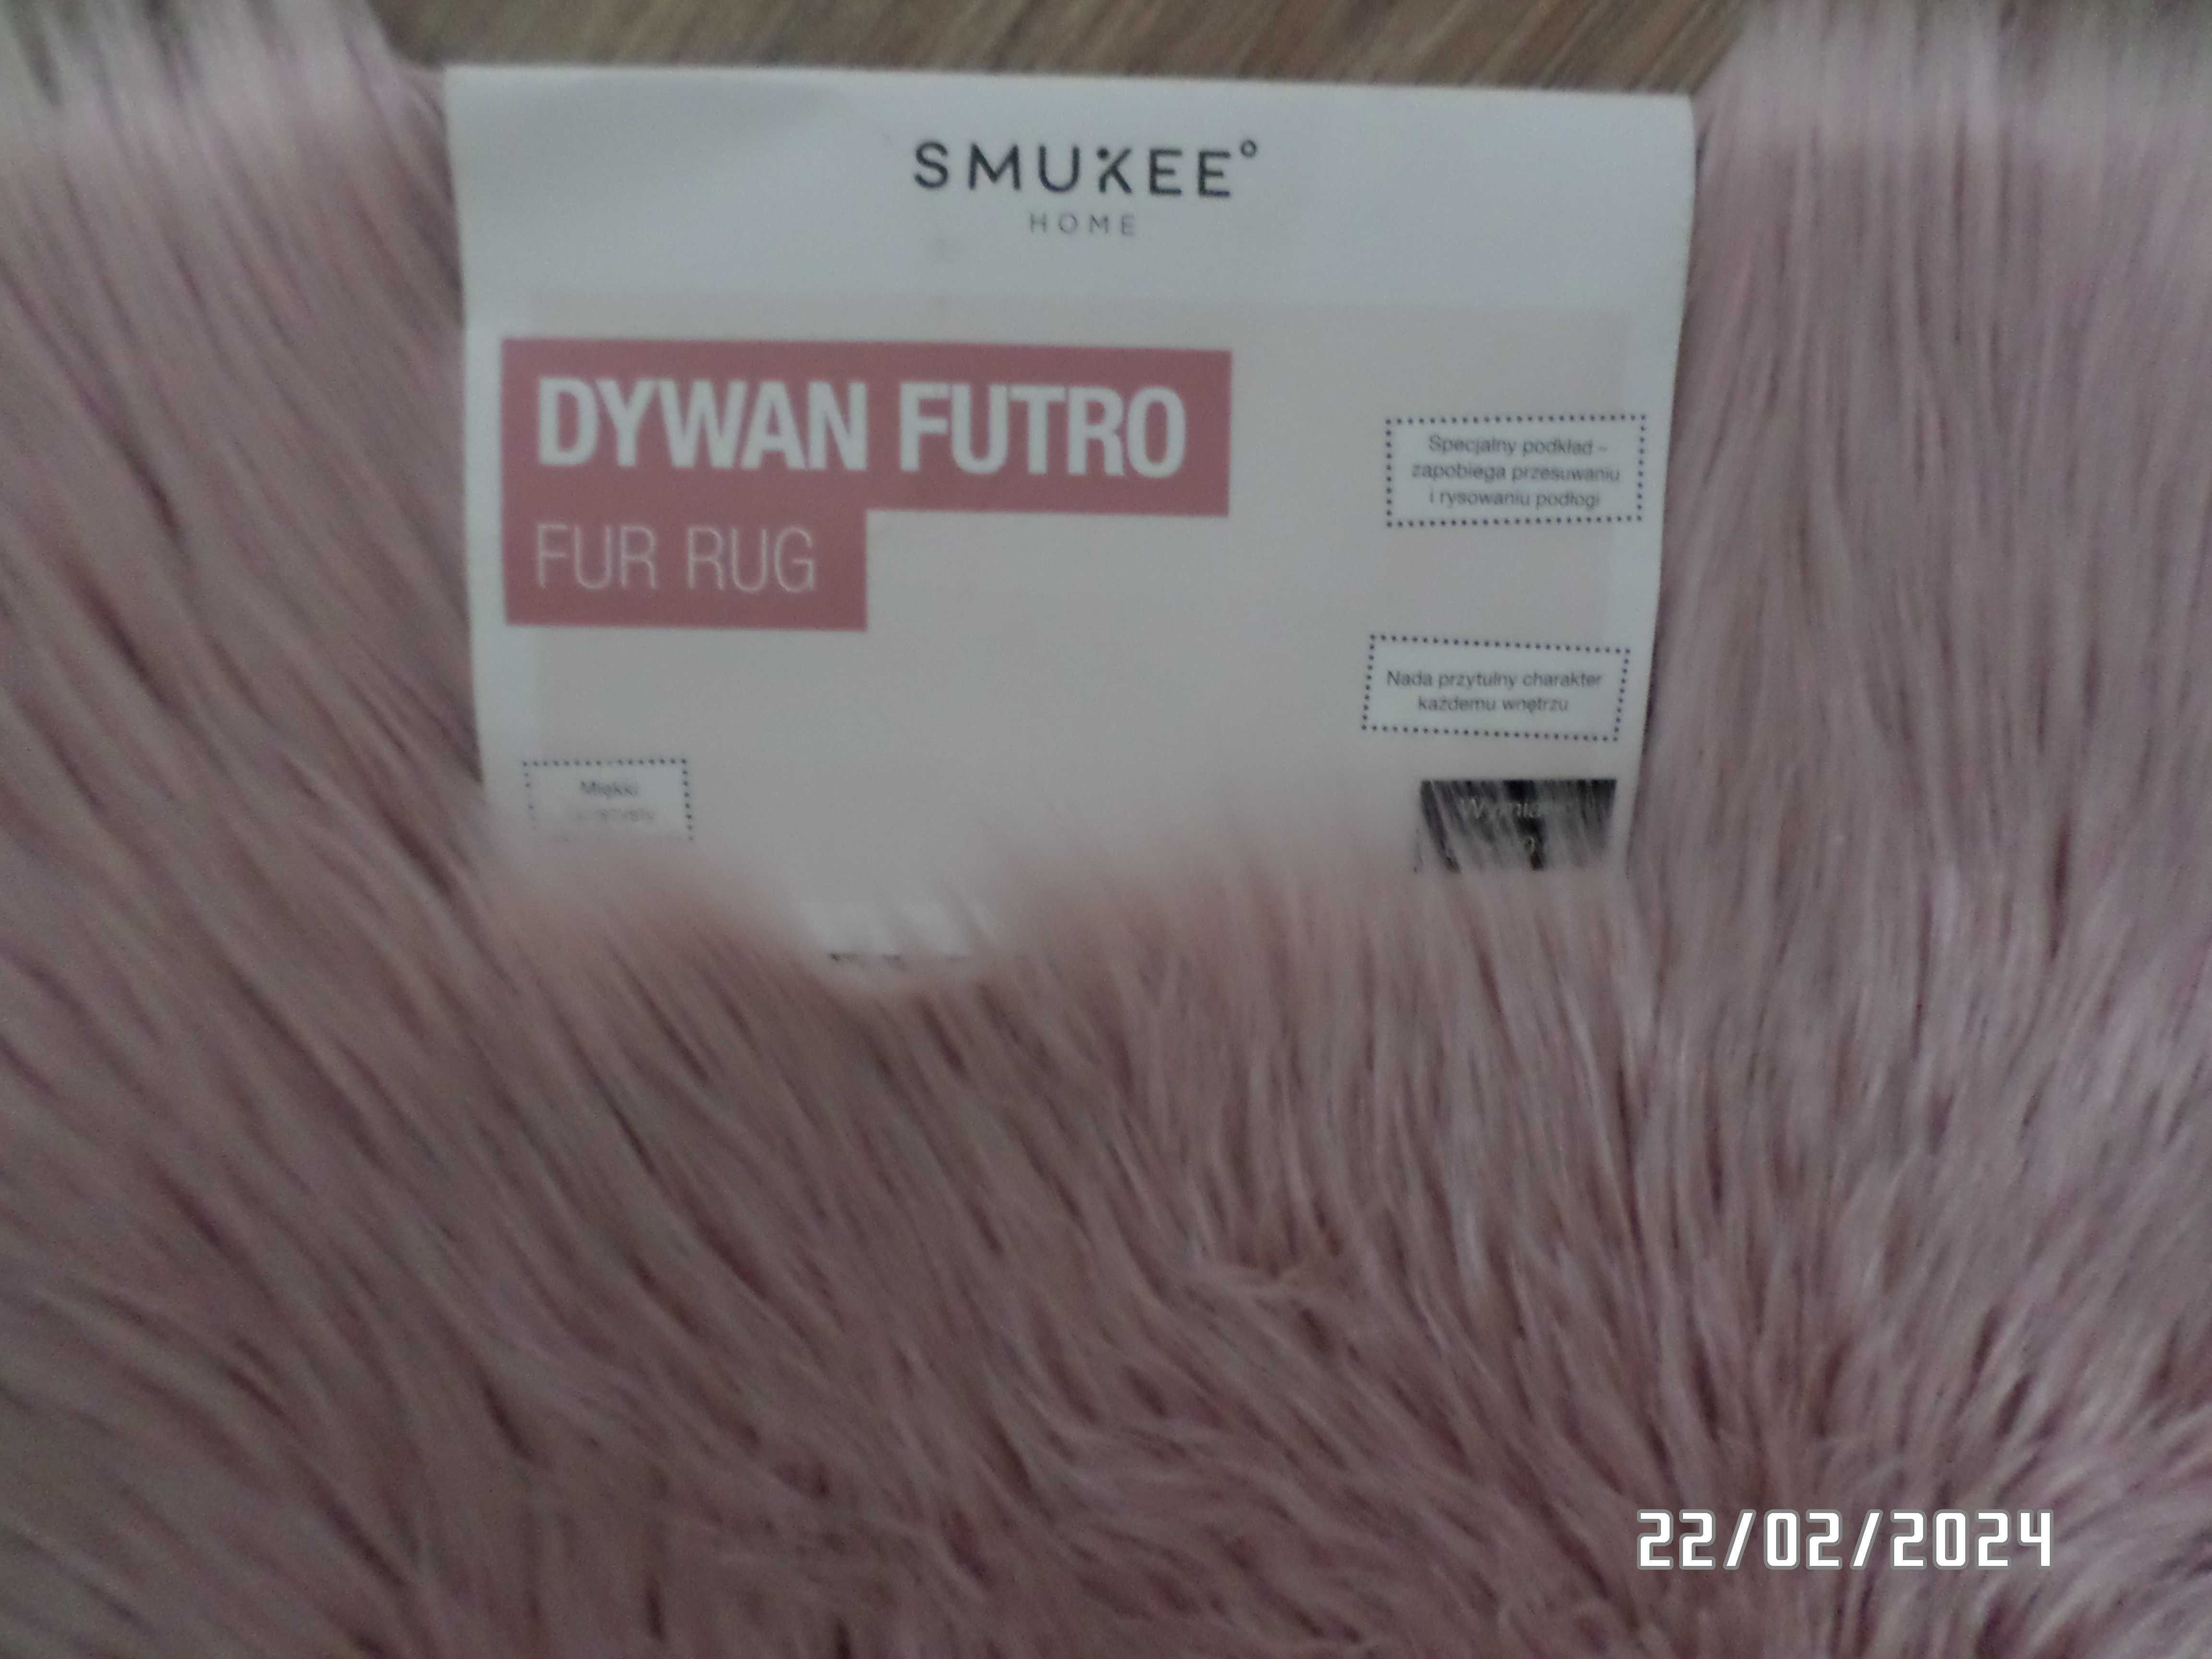 SMUKEE°
HOME
DYWAN FUTRO
FUR RUG
Specjalny podkład –
zapobiega przesuwaniu
i rysowaniu podłogi
Nada przytulny charakter
każdemu wnętrzu
Miękki
22/02/2024